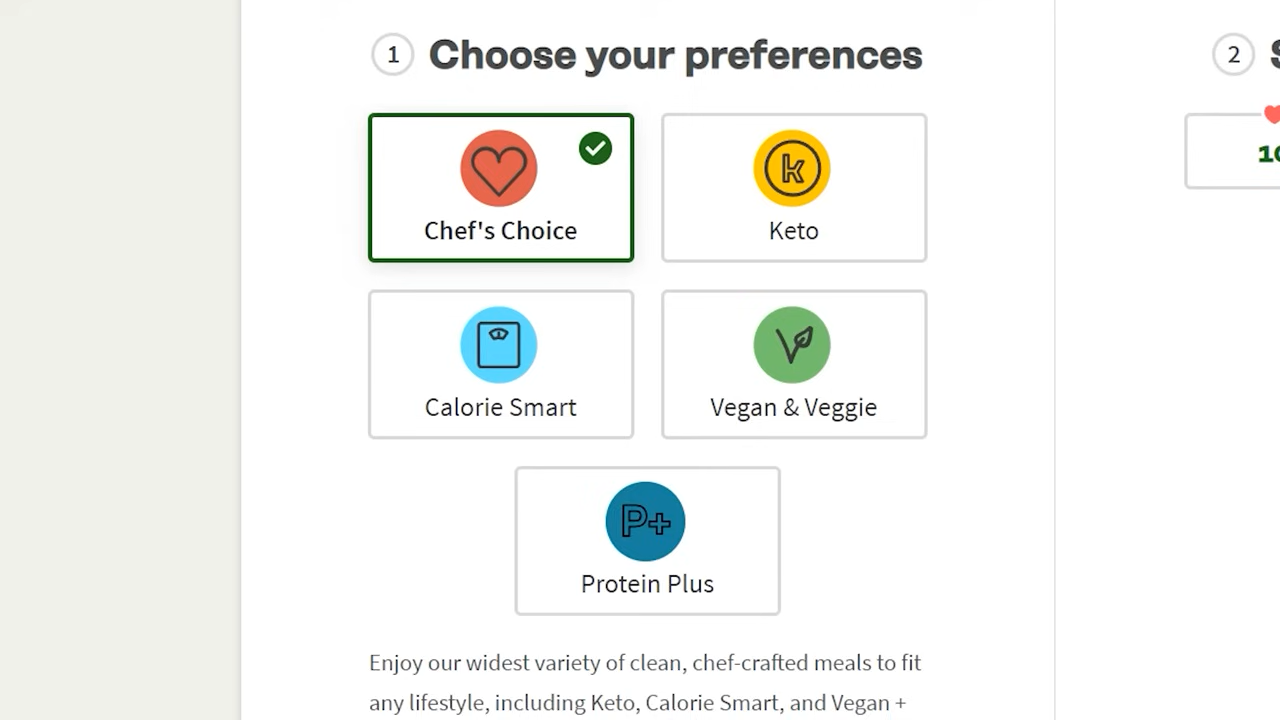 1 Choose your preferences
2
Chef's Choice
k
Keto
Calorie Smart
Vegan & Veggie
P+
Protein Plus
Enjoy our widest variety of clean, chef-crafted meals to fit
any lifestyle, including Keto, Calorie Smart, and Vegan +